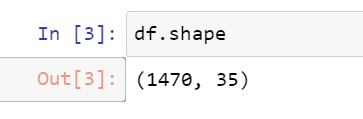 In [3]: df.shape
Out[3]: (1470, 35)